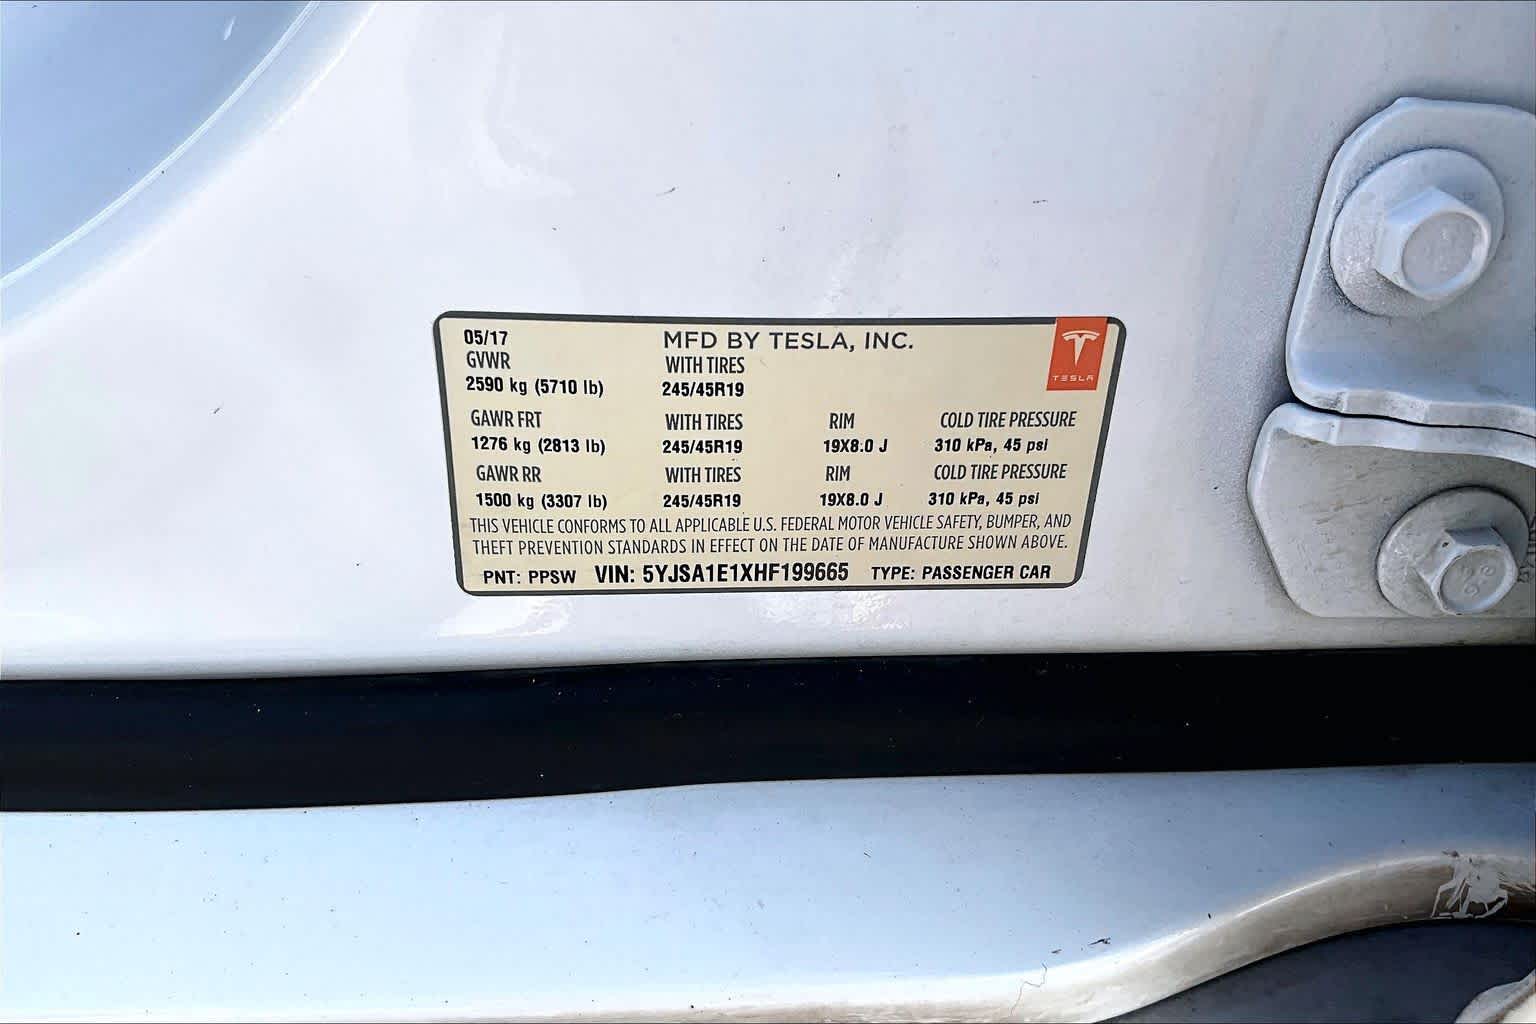 05/17 MFD BY TESLA, INC.
GVWR WITH TIRES
2590 kg (5710 lb) 245/45R19
TESLA
GAWR FRT WITH TIRES RIM COLD TIRE PRESSURE
1276 kg (2813 lb) 245/45R19 19X8.0 J 310 kPa, 45 psi
GAWR RR WITH TIRES RIM COLD TIRE PRESSURE
1500 kg (3307 lb) 245/45R19 19X8.0 J 310 kPa, 45 psi
THIS VEHICLE CONFORMS TO ALL APPLICABLE U.S. FEDERAL MOTOR VEHICLE SAFETY, BUMPER, AND
THEFT PREVENTION STANDARDS IN EFFECT ON THE DATE OF MANUFACTURE SHOWN ABOVE.
PNT: PPSW VIN: 5YJSA1E1XHF199665 TYPE: PASSENGER CAR